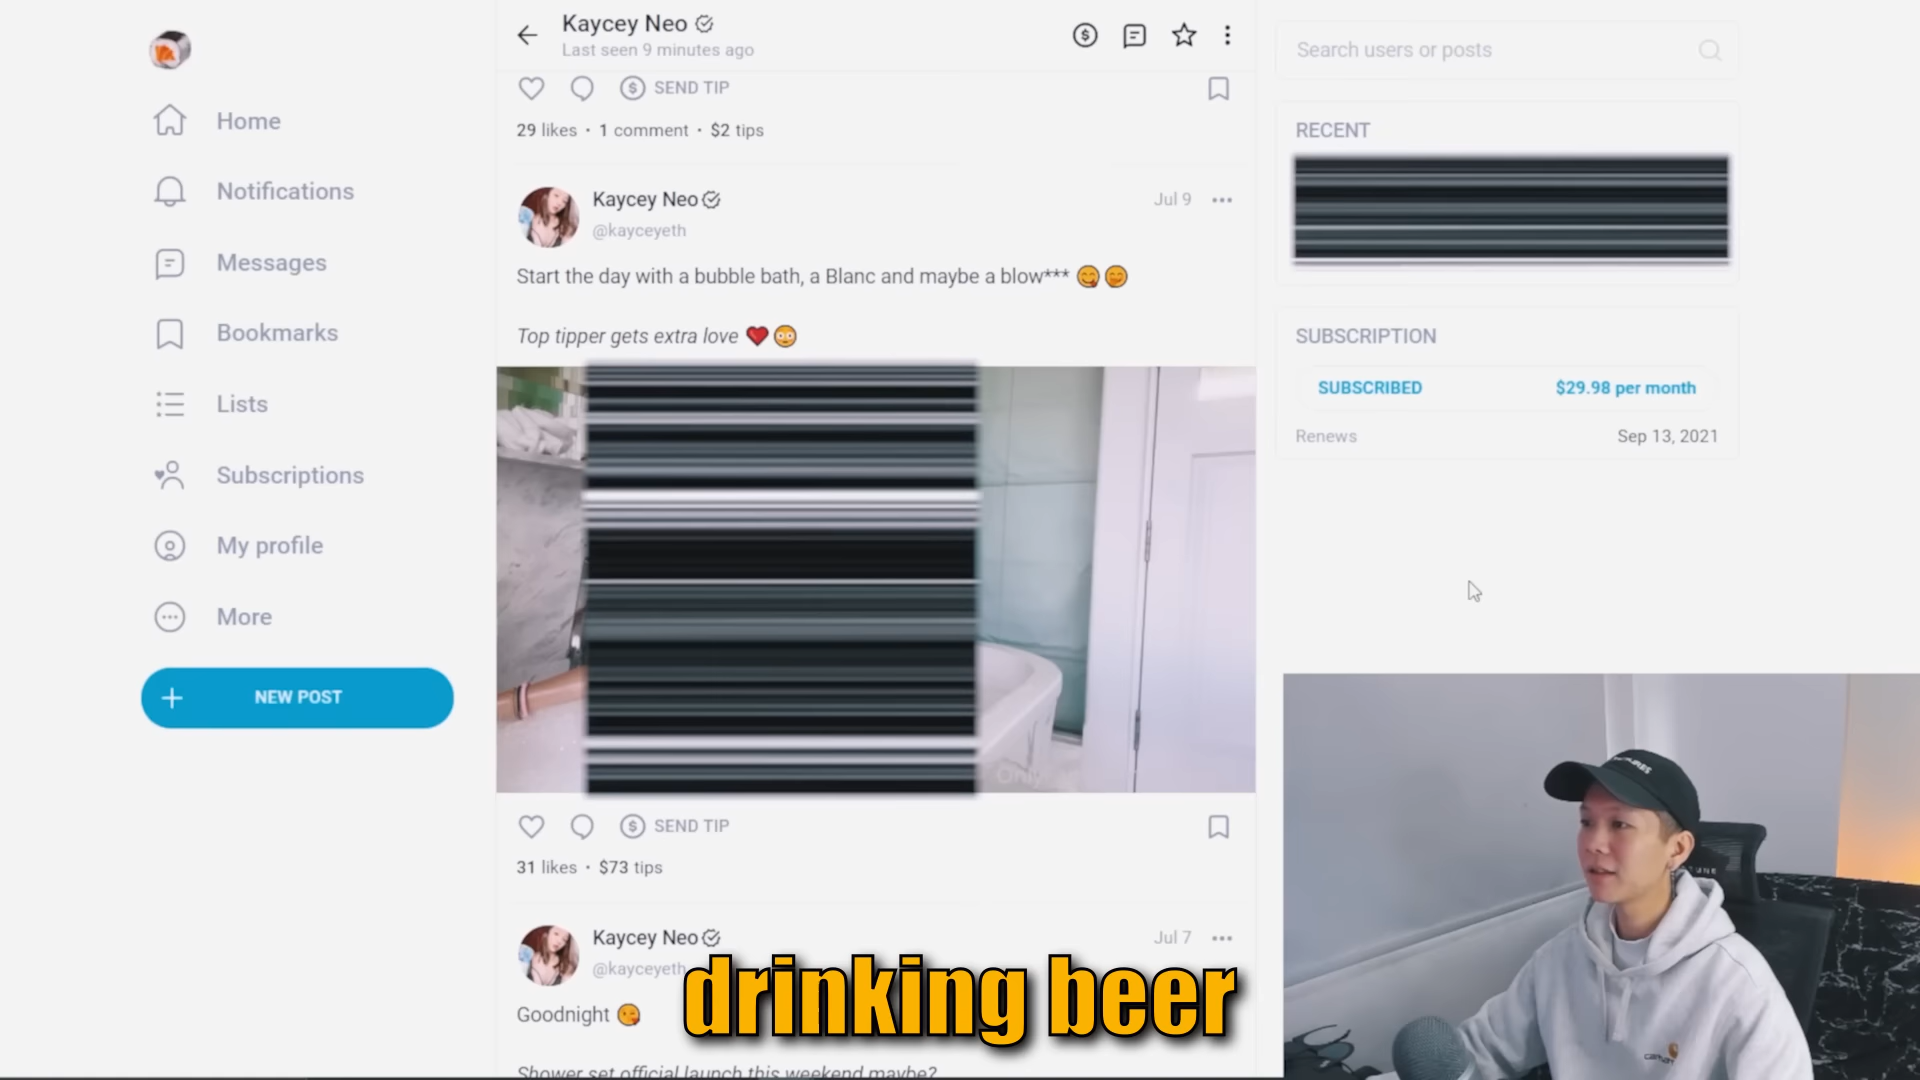 Home
Notifications
Messages
Bookmarks
Lists
Subscriptions
My profile
More
NEW POST
Kaycey Neo
Last seen 9 minutes ago
SEND TIP
29 likes • 1 comment • $2 tips
Kaycey Neo
Jul 9
@kayceyeth
Start the day with a bubble bath, a Blanc and maybe a blow*** 😋😊
Top tipper gets extra love ❤️😳
SEND TIP
31 likes • $73 tips
Kaycey Neo
Jul 7
@kayceyeth
Goodnight 😘
Shower set official launch this weekend maybe?
Search users or posts
RECENT
SUBSCRIPTION
SUBSCRIBED $29.98 per month
Renews Sep 13, 2021
drinking beer